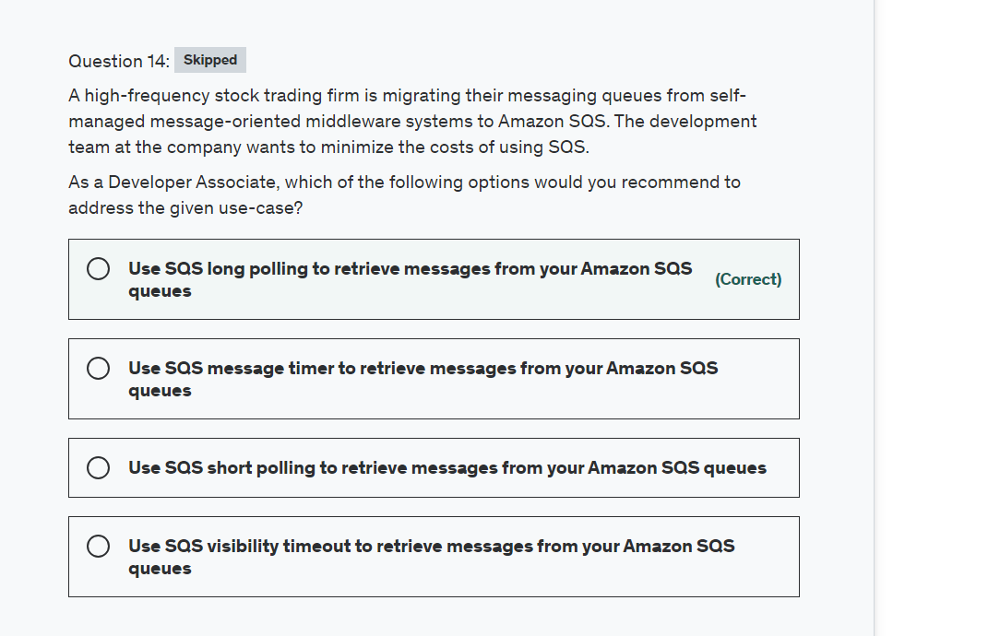 Question 14: Skipped
A high-frequency stock trading firm is migrating their messaging queues from self-
managed message-oriented middleware systems to Amazon SQS. The development
team at the company wants to minimize the costs of using SQS.
As a Developer Associate, which of the following options would you recommend to
address the given use-case?
Use SQS long polling to retrieve messages from your Amazon SQS
queues
(Correct)
Use SQS message timer to retrieve messages from your Amazon SQS
queues
Use SQS short polling to retrieve messages from your Amazon SQS queues
Use SQS visibility timeout to retrieve messages from your Amazon SQS
queues